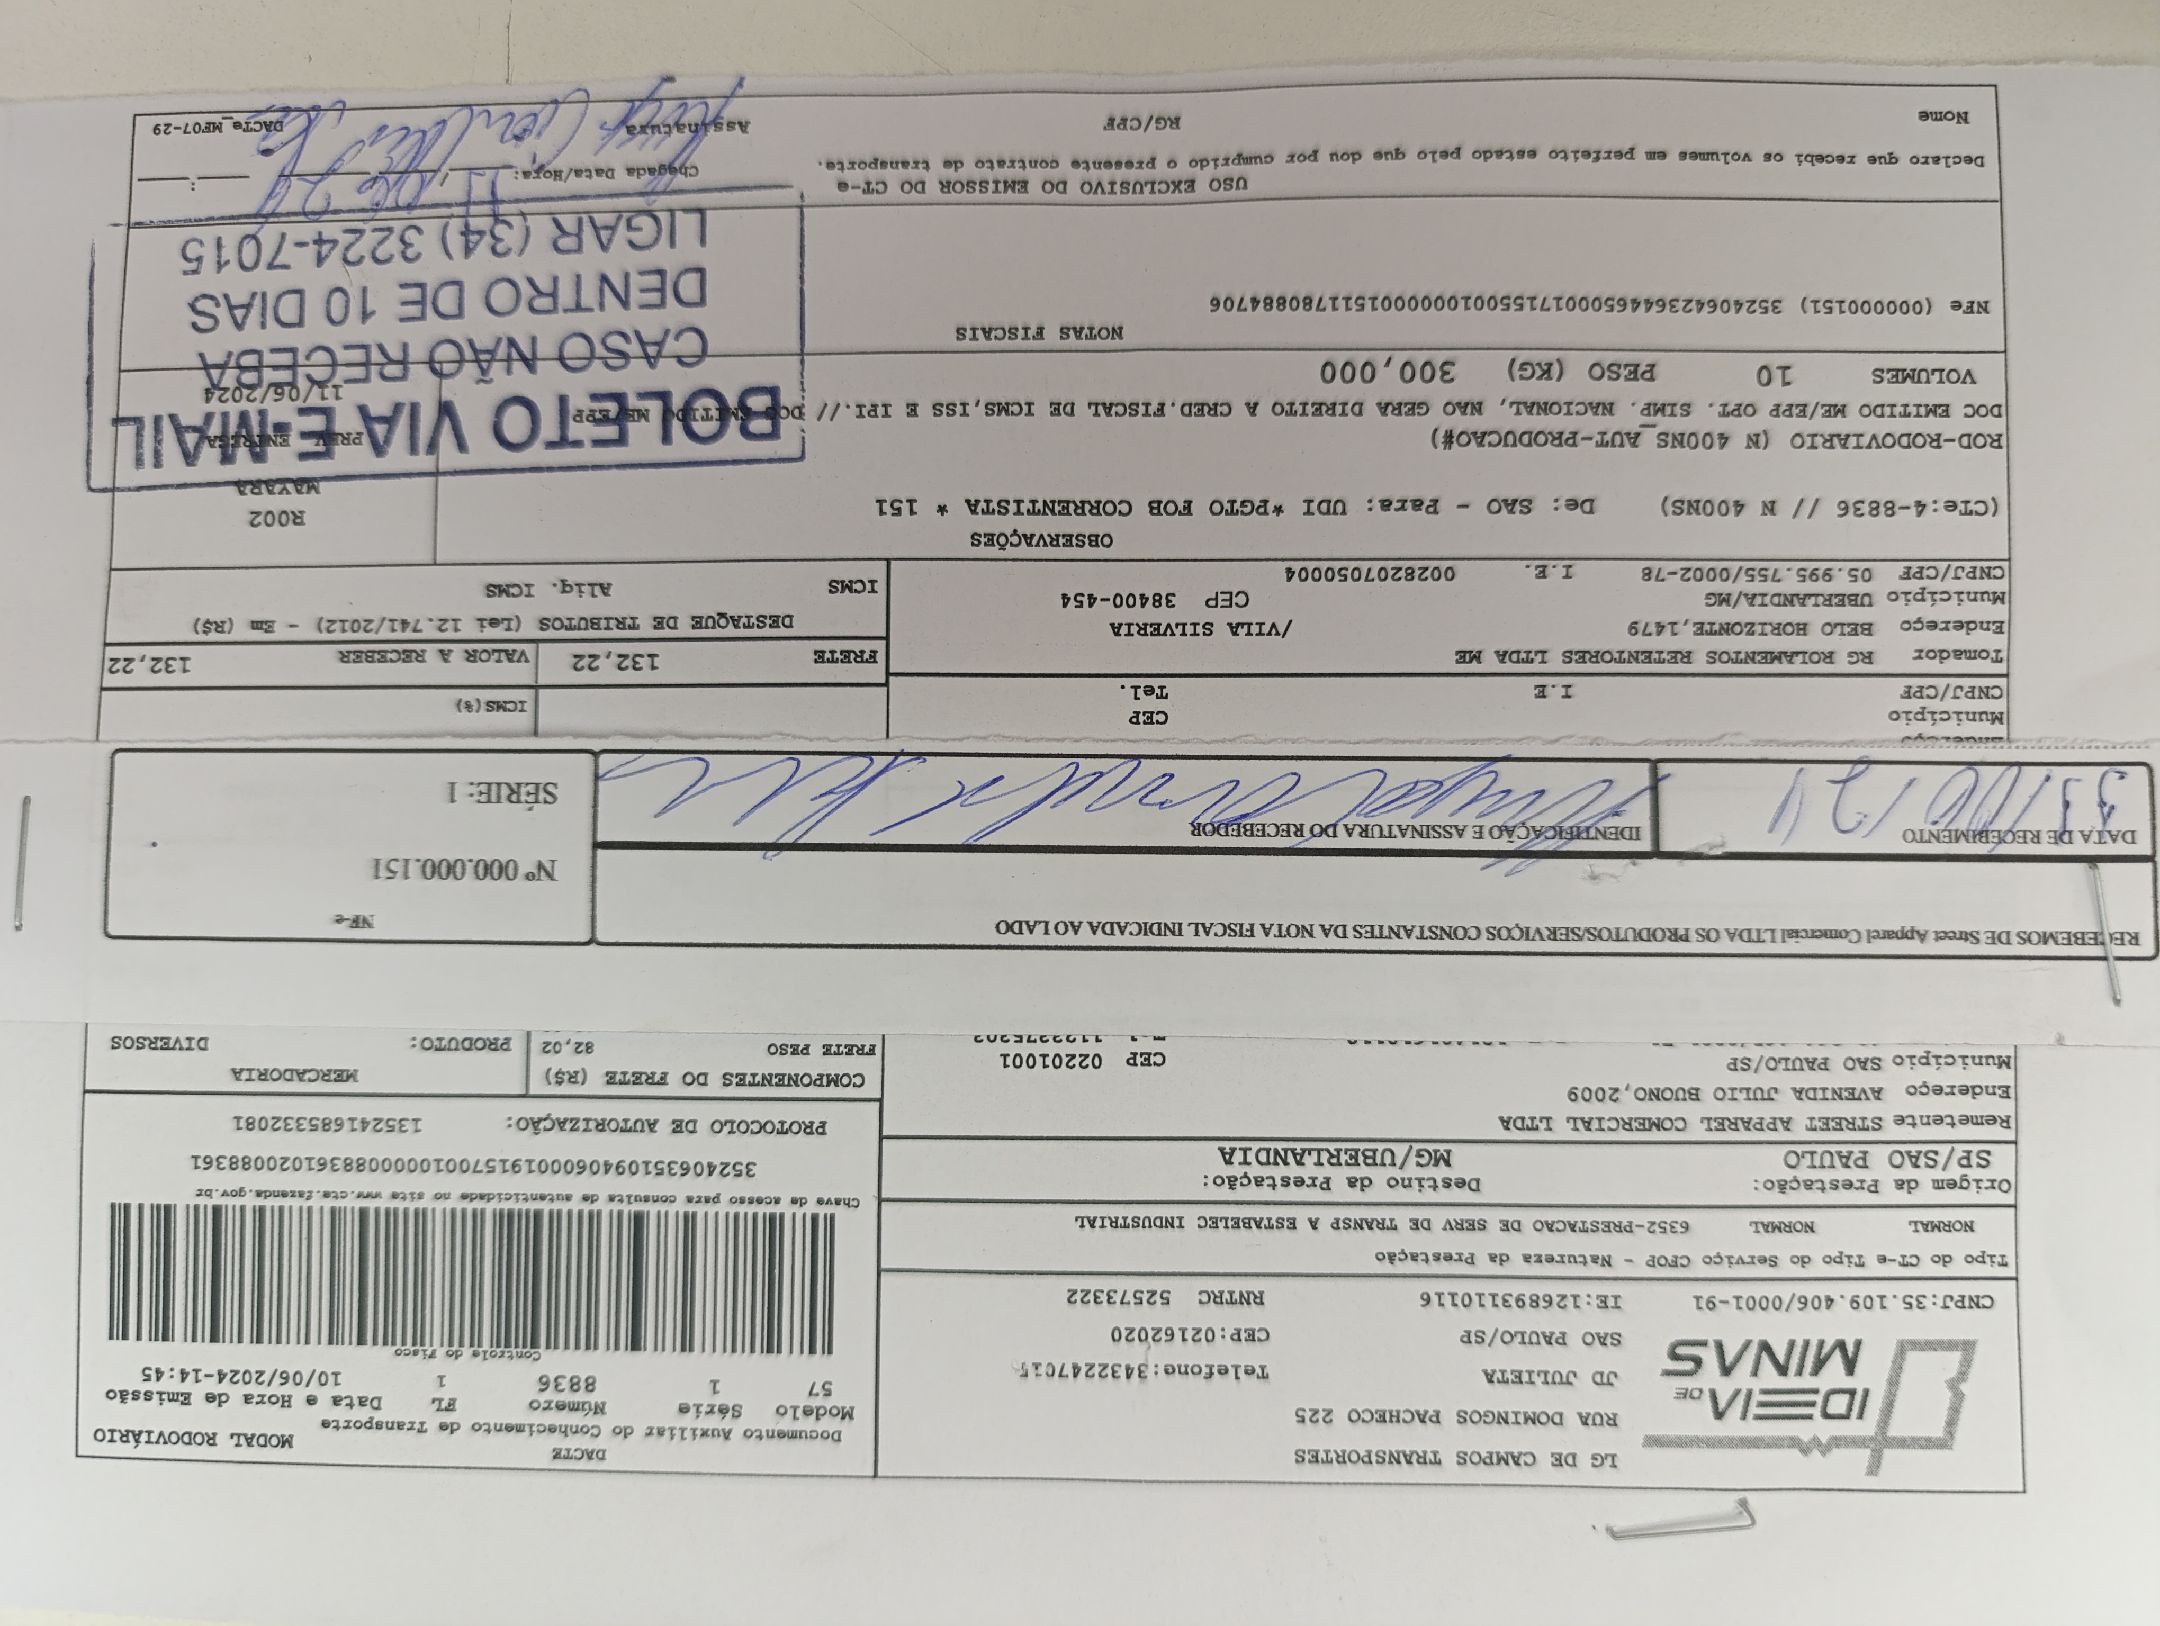 IDEIA DE MINAS
LG DE CAMPOS TRANSPORTES
RUA DOMINGOS PACHECO 225
JD JULIETA Telefone:3432247015
SAO PAULO/SP CEP:02162020
CNPJ:35.109.406/0001-91 IE:126893110116 RNTRC 52573322
DACTE
Documento Auxiliar do Conhecimento de Transporte
MODAL RODOVIÁRIO
Modelo Série Número FL Data e Hora de Emissão
57 1 8836 1 10/06/2024-14:45
Controle do Fisco
Chave de acesso para consulta de autenticidade no site www.cte.fazenda.gov.br
35240635109406000191570010000088361020088361
PROTOCOLO DE AUTORIZAÇÃO: 135241685332081
Tipo do CT-e Tipo do Serviço CFOP - Natureza da Prestação
NORMAL NORMAL 6352-PRESTACAO DE SERV DE TRANSP A ESTABELEC INDUSTRIAL
Origem da Prestação: Destino da Prestação:
SP/SAO PAULO MG/UBERLANDIA
Remetente STREET APPAREL COMERCIAL LTDA
Endereço AVENIDA JULIO BUONO,2009
Município SAO PAULO/SP CEP 02201001
COMPONENTES DO FRETE (R$) MERCADORIA
FRETE PESO 82,02 PRODUTO: DIVERSOS
RECEBEMOS DE Street Apparel Comercial LTDA OS PRODUTOS/SERVIÇOS CONSTANTES DA NOTA FISCAL INDICADA AO LADO
NF-e
Nº 000.000.151
SÉRIE: 1
DATA DE RECEBIMENTO
IDENTIFICAÇÃO E ASSINATURA DO RECEBEDOR
Endereço
Município CEP
CNPJ/CPF I.E Tel.
ICMS(%)
Tomador RG ROLAMENTOS RETENTORES LTDA ME
Endereço BELO HORIZONTE,1479 /VILA SILVERIA
Município UBERLANDIA/MG CEP 38400-454
CNPJ/CPF 05.995.755/0002-78 I.E. 0028207050004
FRETE 132,22 VALOR A RECEBER 132,22
DESTAQUE DE TRIBUTOS (Lei 12.741/2012) - Em (R$)
ICMS Aliq. ICMS
OBSERVAÇÕES
(CTe:4-8836 // N 400NS) De: SAO - Para: UDI *PGTO FOB CORRENTISTA * 151
ROD-RODOVIARIO (N 400NS_AUT-PRODUCAO#)
DOC EMITIDO ME/EPP OPT. SIMP. NACIONAL, NAO GERA DIREITO A CRED.FISCAL DE ICMS,ISS E IPI.// DOC EMITIDO ME/EPP
R002
MAYARA
PREV. ENTREGA
11/06/2024
VOLUMES 10 PESO (KG) 300,000
NOTAS FISCAIS
NFe (00000151) 35240642364465000171550010000001511780884706
BOLETO VIA E-MAIL
CASO NÃO RECEBA
DENTRO DE 10 DIAS
LIGAR (34) 3224-7015
USO EXCLUSIVO DO EMISSOR DO CT-e
Declaro que recebi os volumes em perfeito estado pelo que dou por cumprido o presente contrato de transporte.
Chegada Data/Hora:
Nome RG/CPF Assinatura
DACTe_MF07-29